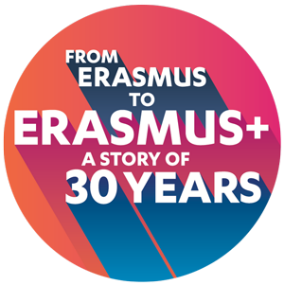 FROM
ERASMUS
TO
ERASMUS+
A STORY OF
30 YEARS